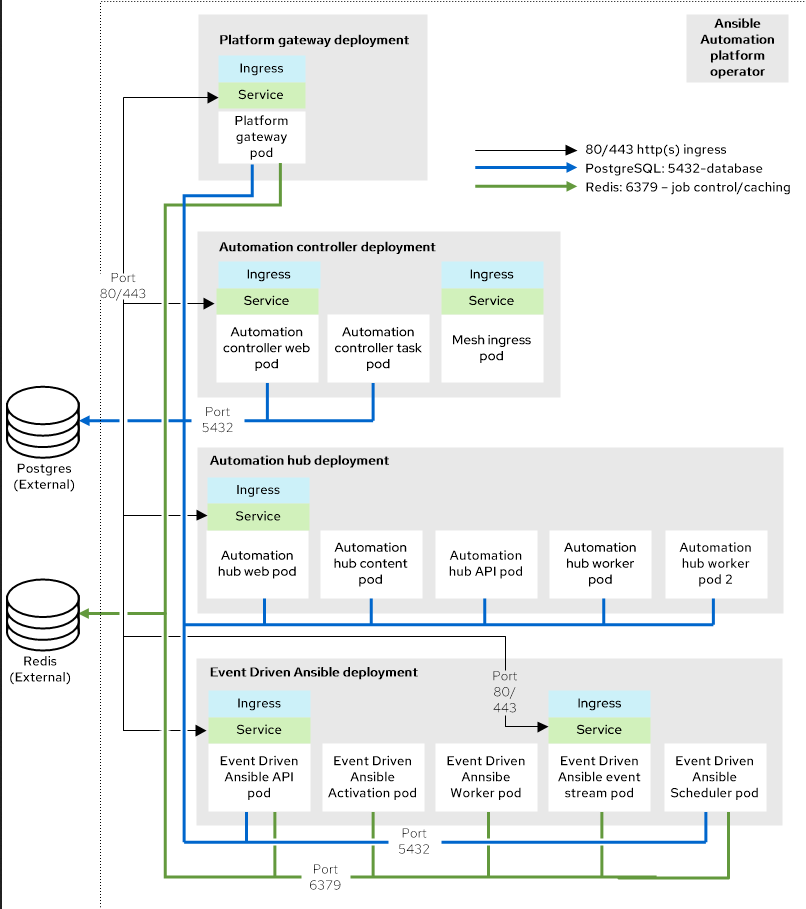 Platform gateway deployment
Ingress
Service
Platform
gateway
pod
Ansible
Automation
platform
operator
80/443 http(s) ingress
PostgreSQL: 5432-database
Redis: 6379 – job control/caching
Port
80/443
Automation controller deployment
Ingress
Service
Automation
controller web
pod
Automation
controller task
pod
Ingress
Service
Mesh ingress
pod
Port
5432
Postgres
(External)
Automation hub deployment
Ingress
Service
Automation
hub web pod
Automation
hub content
pod
Automation
hub API pod
Automation
hub worker
pod
Automation
hub worker
pod 2
Redis
(External)
Event Driven Ansible deployment
Port
80/
443
Ingress
Service
Event Driven
Ansible API
pod
Event Driven
Ansible
Activation pod
Event Driven
Annsibe
Worker pod
Ingress
Service
Event Driven
Ansible event
stream pod
Event Driven
Ansible
Scheduler pod
Port
5432
Port
6379